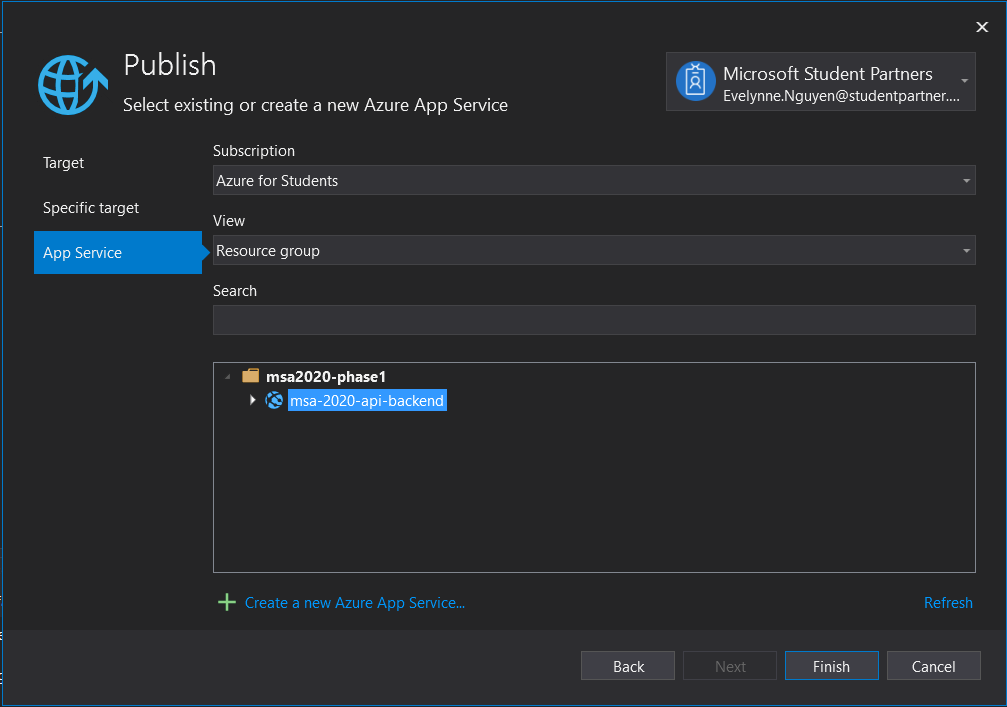 Publish
Select existing or create a new Azure App Service
Microsoft Student Partners
Evelynne.Nguyen@studentpartner....
Target
Specific target
App Service
Subscription
Azure for Students
View
Resource group
Search
msa2020-phase1
msa-2020-api-backend
Create a new Azure App Service...
Refresh
Back
Next
Finish
Cancel